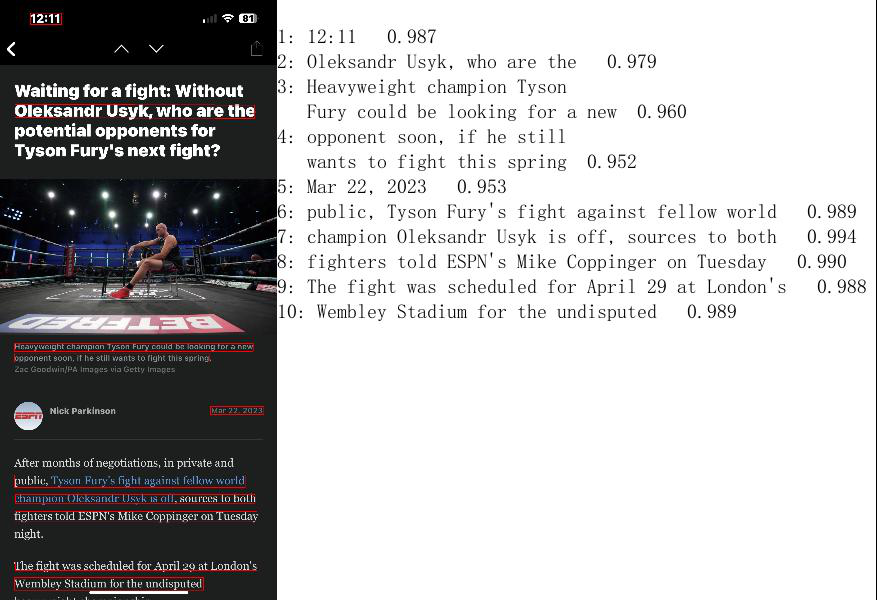 12:11
81
Waiting for a fight: Without
Oleksandr Usyk, who are the
potential opponents for
Tyson Fury's next fight?
BETFRED
Heavyweight champion Tyson Fury could be looking for a new
opponent soon, if he still wants to fight this spring.
Zac Goodwin/PA Images via Getty Images
ESPN
Nick Parkinson
Mar 22, 2023
After months of negotiations, in private and
public, Tyson Fury's fight against fellow world
champion Oleksandr Usyk is off, sources to both
fighters told ESPN's Mike Coppinger on Tuesday
night.
The fight was scheduled for April 29 at London's
Wembley Stadium for the undisputed
1: 12:11 0.987
2: Oleksandr Usyk, who are the 0.979
3: Heavyweight champion Tyson
Fury could be looking for a new 0.960
4: opponent soon, if he still
wants to fight this spring 0.952
5: Mar 22, 2023 0.953
6: public, Tyson Fury's fight against fellow world 0.989
7: champion Oleksandr Usyk is off, sources to both 0.994
8: fighters told ESPN's Mike Coppinger on Tuesday 0.990
9: The fight was scheduled for April 29 at London's 0.988
10: Wembley Stadium for the undisputed 0.989